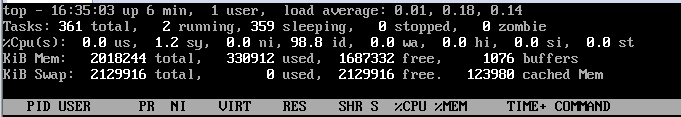 top - 16:35:03 up 6 min,  1 user,  load average: 0.01, 0.18, 0.14
Tasks: 361 total,   2 running, 359 sleeping,   0 stopped,   0 zombie
%Cpu(s):  0.0 us,  1.2 sy,  0.0 ni, 98.8 id,  0.0 wa,  0.0 hi,  0.0 si,  0.0 st
KiB Mem:   2018244 total,   330912 used,  1687332 free,     1076 buffers
KiB Swap:  2129916 total,        0 used,  2129916 free.   123980 cached Mem
PID USER      PR  NI    VIRT    RES    SHR S  %CPU %MEM     TIME+ COMMAND